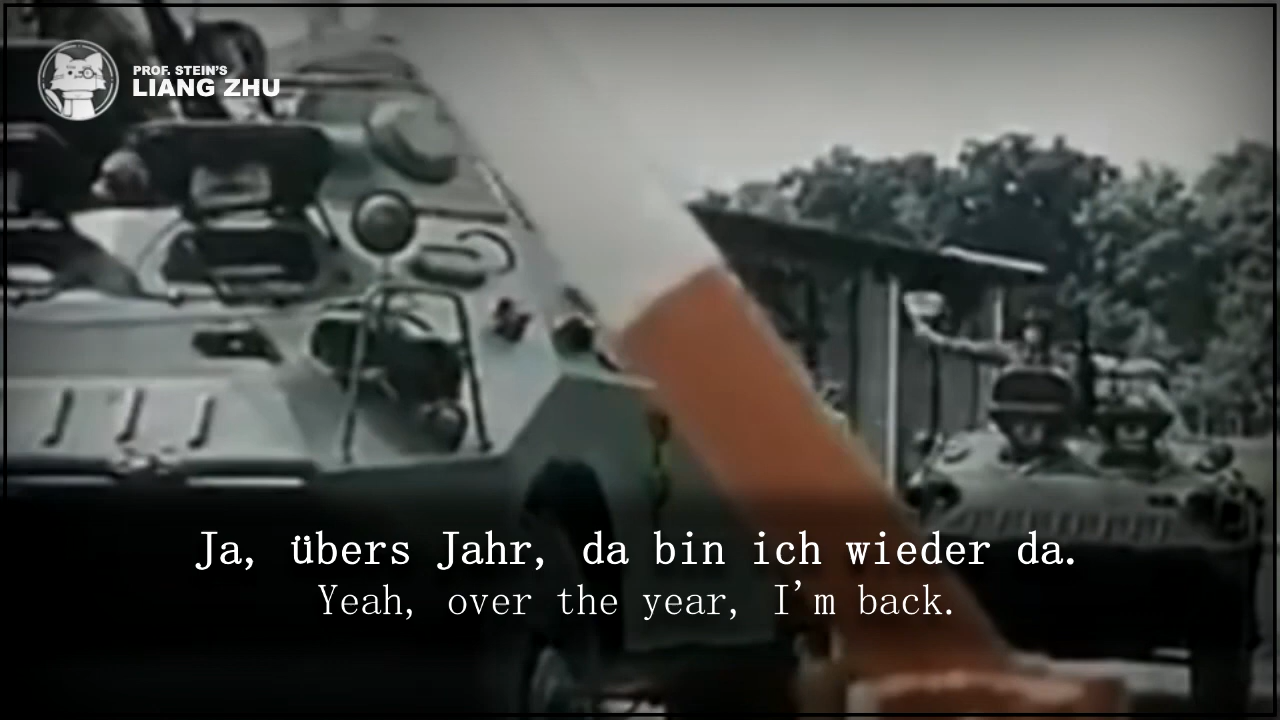 PROF. STEIN'S
LIANG ZHU
Ja, übers Jahr, da bin ich wieder da.
Yeah, over the year, I'm back.